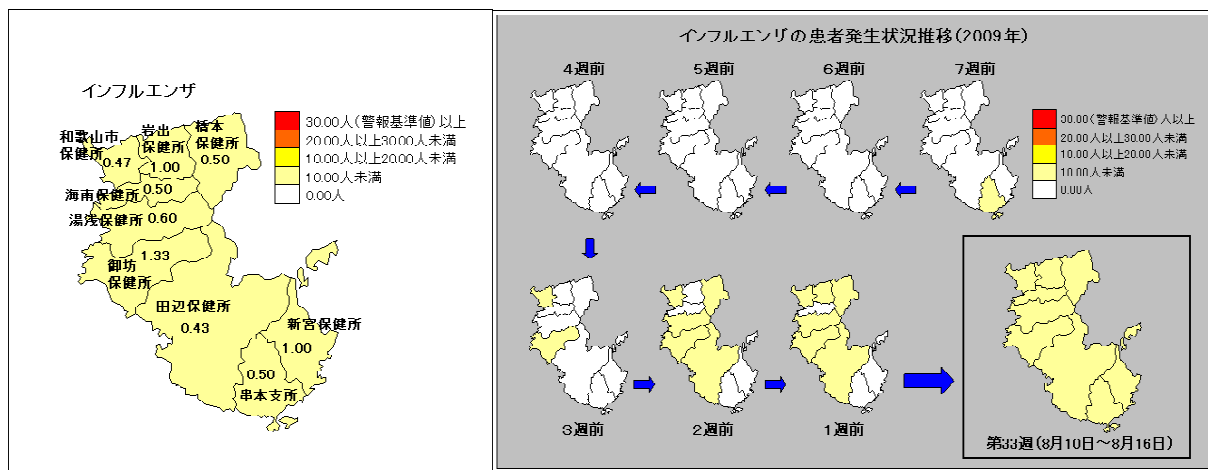 インフルエンザ
30.00人(警報基準値)以上
20.00人以上30.00人未満
10.00人以上20.00人未満
10.00人未満
0.00人
和歌山市
保健所
0.47
岩出
保健所
1.00
橋本
保健所
0.50
0.50
海南保健所
湯浅保健所
0.60
1.33
御坊
保健所
田辺保健所
0.43
新宮保健所
1.00
0.50
串本支所
インフルエンザの患者発生状況推移(2009年)
4週前
5週前
6週前
7週前
30.00(警報基準値)人以上
20.00人以上30.00人未満
10.00人以上20.00人未満
10.00人未満
0.00人
3週前
2週前
1週前
第33週(8月10日～8月16日)